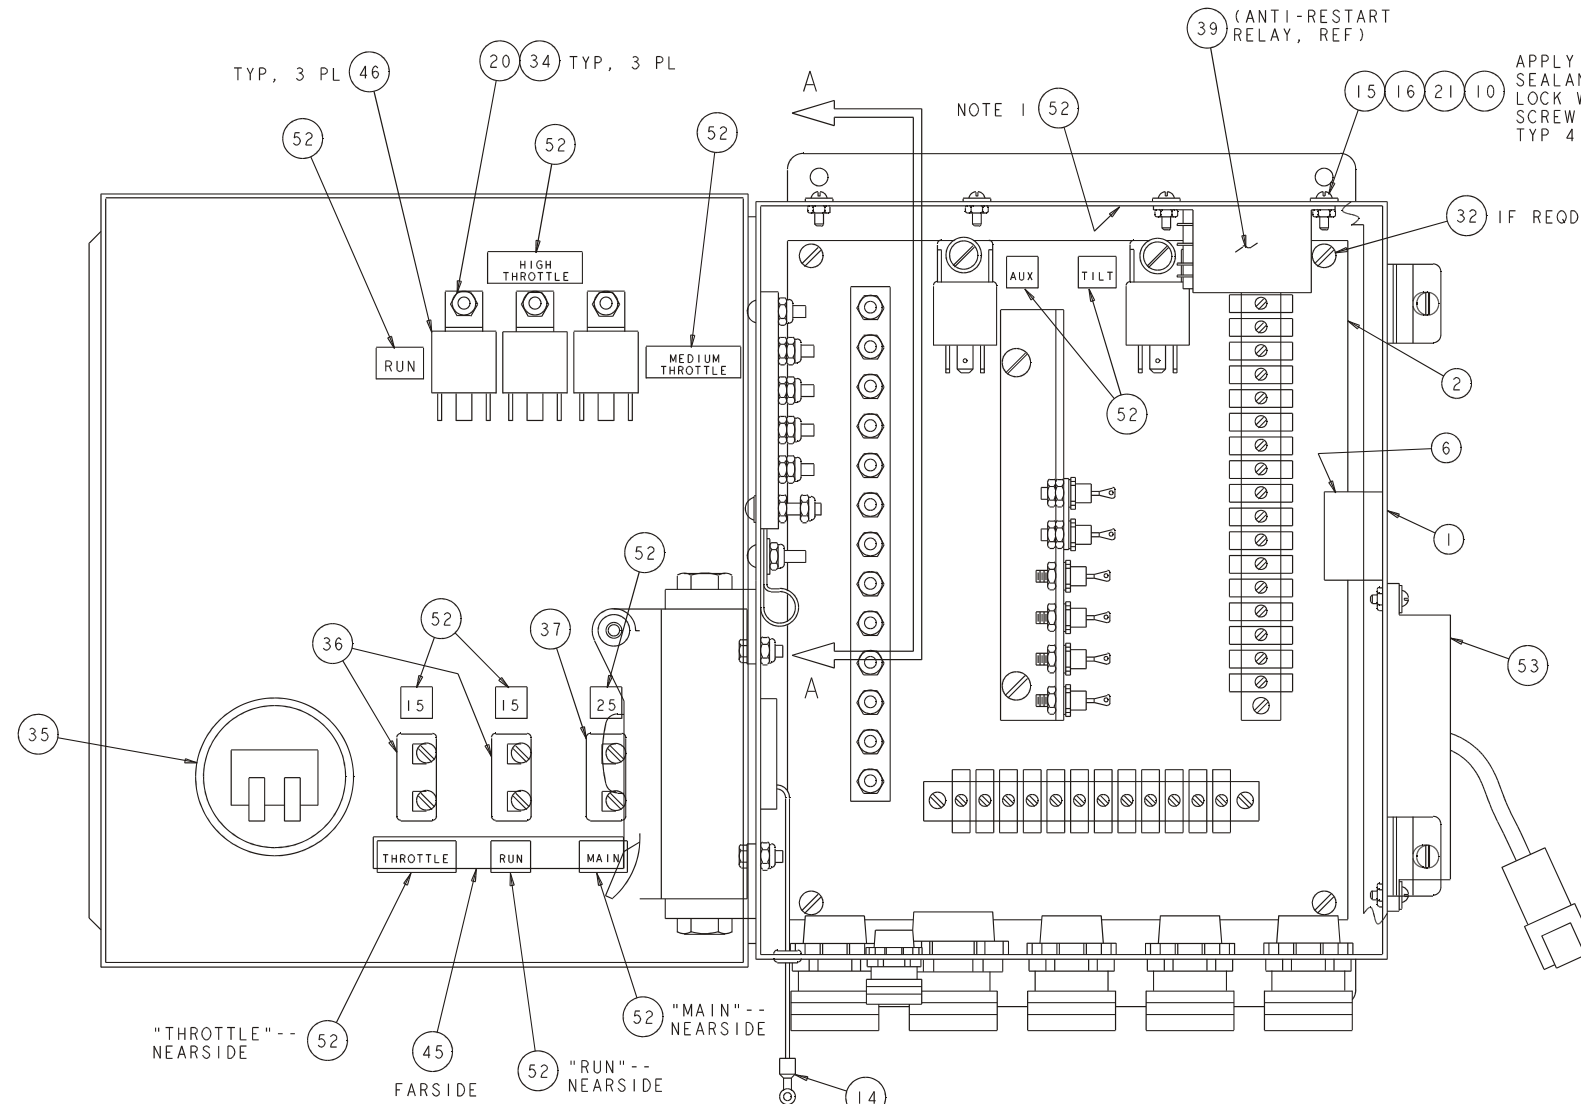 39
(ANTI-RESTART
RELAY, REF)
APPLY
LOCK
SCREW
TYP 4
15 16 21 10
TYP, 3 PL 46
20 34 TYP, 3 PL
A
NOTE 1 52
52
52
52
32 IF REQD
HIGH
THROTTLE
AUX
TILT
RUN
MEDIUM
THROTTLE
2
52
6
1
52
52
37
36
53
A
15
15
25
35
THROTTLE
RUN
MAIN
"THROTTLE"--
NEARSIDE
52
45
FARSIDE
52
"RUN"--
NEARSIDE
52
"MAIN"--
NEARSIDE
14